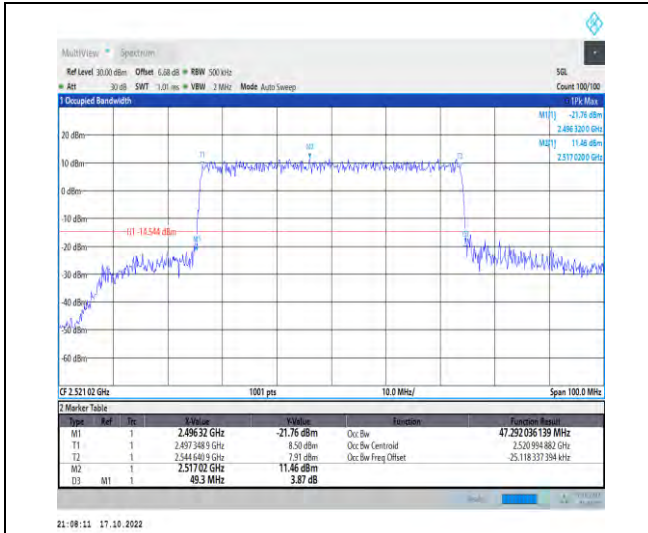 MultiView Spectrum
Ref Level 30.00 dBm Offset 6.68 dB RBW 500 kHz SGL
Att 30 dB SWT 1.01 ms VBW 2 MHz Mode Auto Sweep Count 100/100
1 Occupied Bandwidth 1Pk Max
M1[1] -21.76 dBm
2.496 320 0 GHz
20 dBm
M2[1] 11.46 dBm
2.517 020 0 GHz
T1 M2 T2
10 dBm
0 dBm
-10 dBm
H1 -14.544 dBm
M1
-20 dBm
-30 dBm
-40 dBm
-50 dBm
-60 dBm
CF 2.521 02 GHz 1001 pts 10.0 MHz/ Span 100.0 MHz
2 Marker Table
Type Ref Trc X-Value Y-Value Function Function Result
M1 1 2.496 32 GHz -21.76 dBm Occ Bw 47.292 036 139 MHz
T1 1 2.497 348 9 GHz 8.50 dBm Occ Bw Centroid 2.520 994 882 GHz
T2 1 2.544 640 9 GHz 7.91 dBm Occ Bw Freq Offset -25.118 337 394 kHz
M2 1 2.517 02 GHz 11.46 dBm
D3 M1 1 49.3 MHz 3.87 dB
21:08:11 17.10.2022